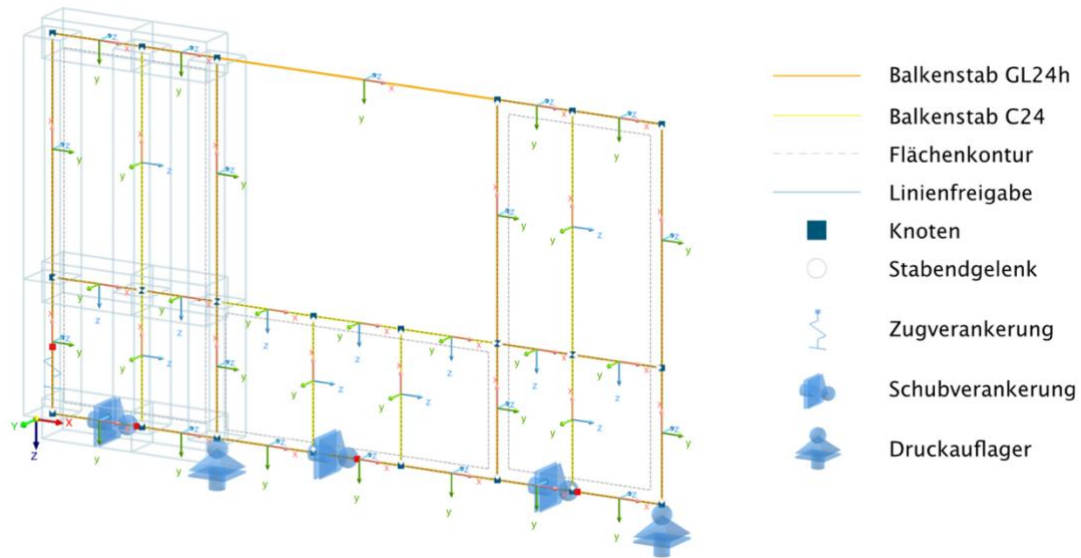 Balkenstab GL24h
Balkenstab C24
Flächenkontur
Linienfreigabe
Knoten
Stabendgelenk
Zugverankerung
Schubverankerung
Druckauflager
Y
X
Z